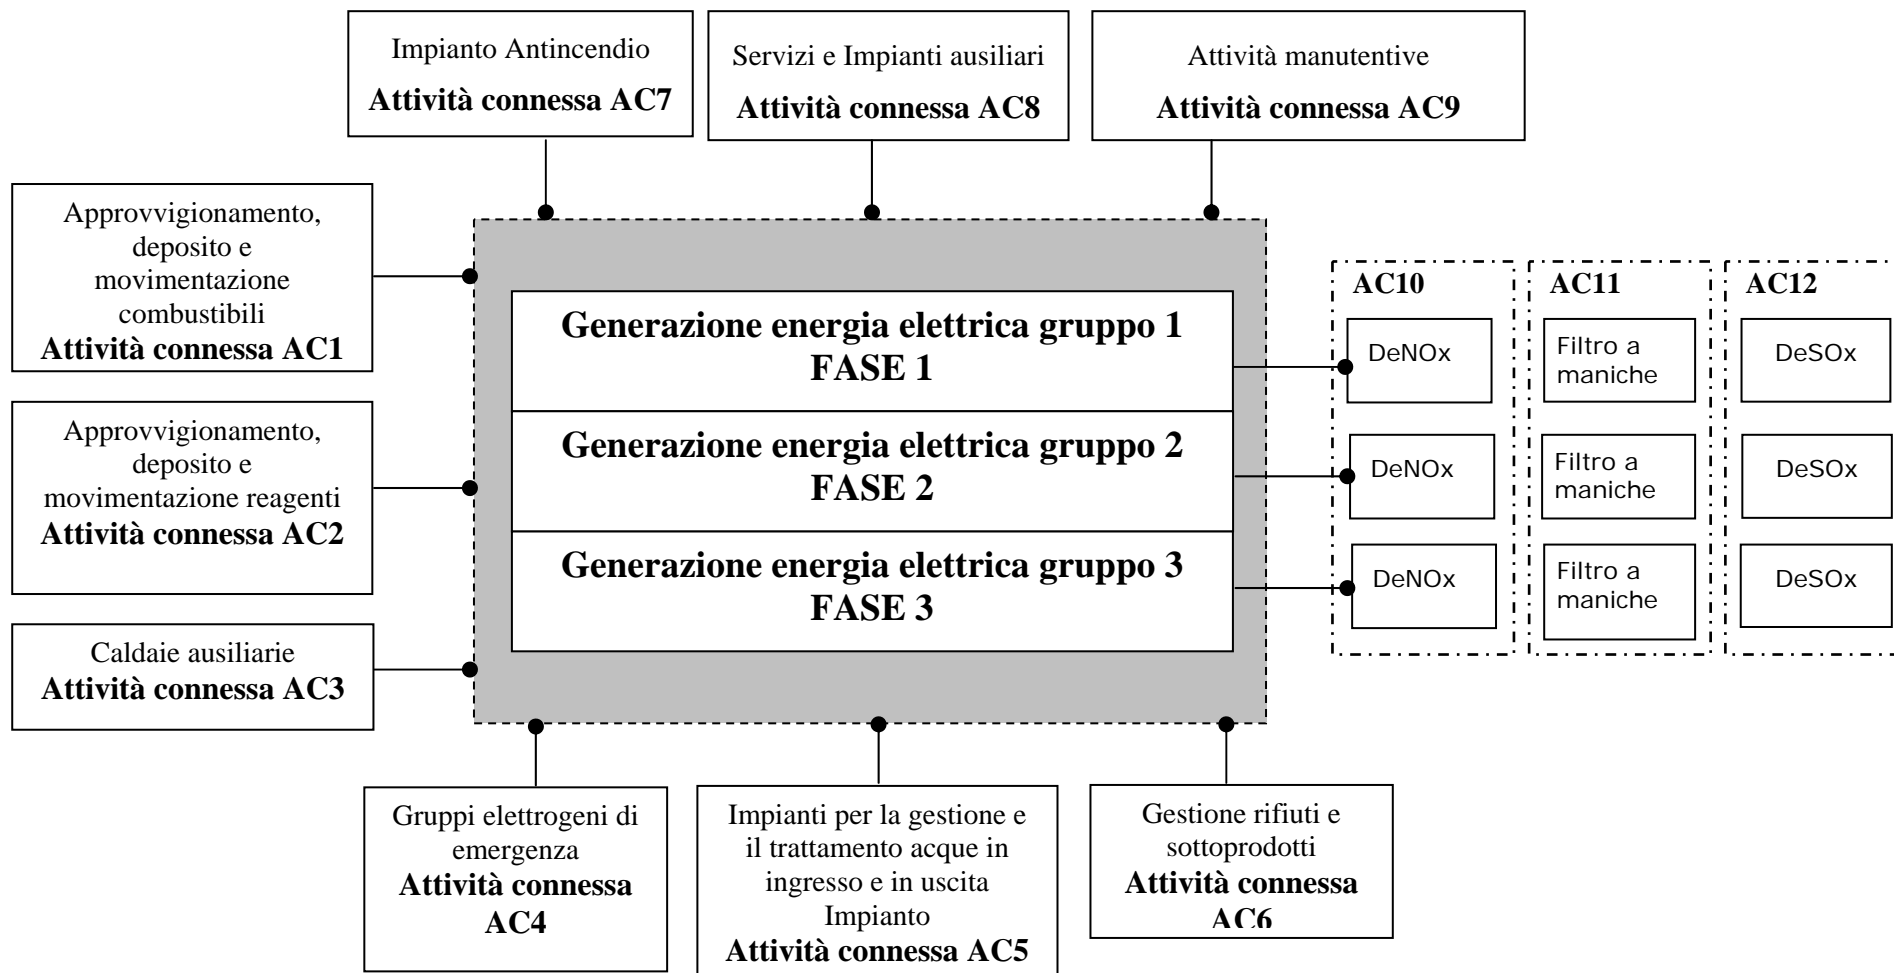 Impianto Antincendio
Attività connessa AC7
Servizi e Impianti ausiliari
Attività connessa AC8
Attività manutentive
Attività connessa AC9
Approvvigionamento,
deposito e
movimentazione
combustibili
Attività connessa AC1
Approvvigionamento,
deposito e
movimentazione reagenti
Attività connessa AC2
Caldaie ausiliarie
Attività connessa AC3
Generazione energia elettrica gruppo 1
FASE 1
Generazione energia elettrica gruppo 2
FASE 2
Generazione energia elettrica gruppo 3
FASE 3
AC10
DeNOx
DeNOx
DeNOx
AC11
Filtro a
maniche
Filtro a
maniche
Filtro a
maniche
AC12
DeSOx
DeSOx
DeSOx
Gruppi elettrogeni di
emergenza
Attività connessa
AC4
Impianti per la gestione e
il trattamento acque in
ingresso e in uscita
Impianto
Attività connessa AC5
Gestione rifiuti e
sottoprodotti
Attività connessa
AC6